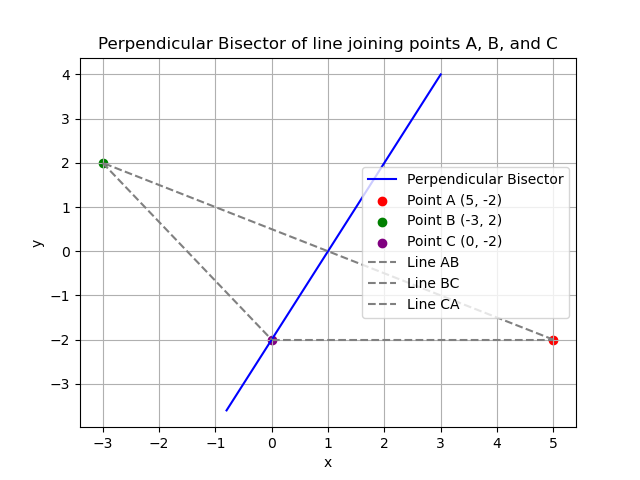 Perpendicular Bisector of line joining points A, B, and C
4
3
2
1
0
−1
−2
−3
y
−3
−2
−1
0
1
2
3
4
5
x
Perpendicular Bisector
Point A (5, -2)
Point B (-3, 2)
Point C (0, -2)
Line AB
Line BC
Line CA